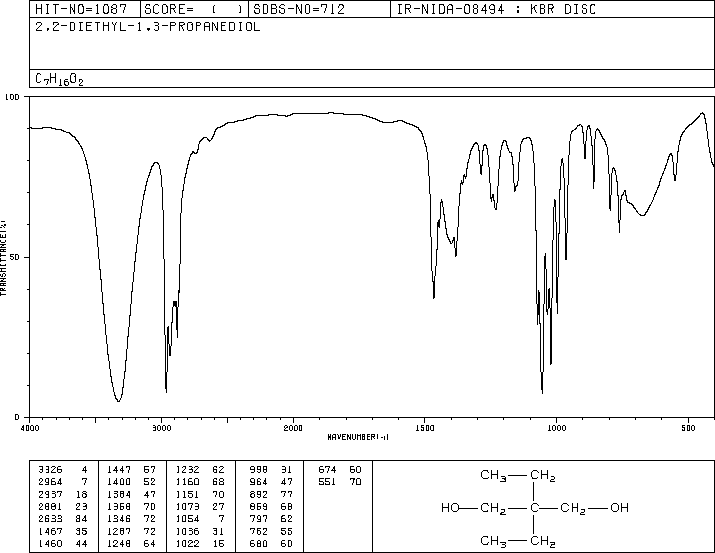 HIT-NO=1087 SCORE= ( ) SDBS-NO=712 IR-NIDA-08494 : KBR DISC
2,2-DIETHYL-1,3-PROPANEDIOL
C7H16O2
100
50
0
TRANSMITTANCE(%)
4000 3000 2000 1500 1000 500
WAVENUMBER(-1)
3326 4 1447 67 1232 62 998 31 674 60
2964 7 1400 52 1160 68 964 47 551 70
2937 18 1384 47 1151 70 892 77
2881 23 1358 70 1073 27 859 68
2633 84 1346 72 1054 7 797 62
1467 35 1287 72 1036 31 762 55
1460 44 1248 64 1022 16 680 60
CH3 CH2
HO CH2 C CH2 OH
CH3 CH2